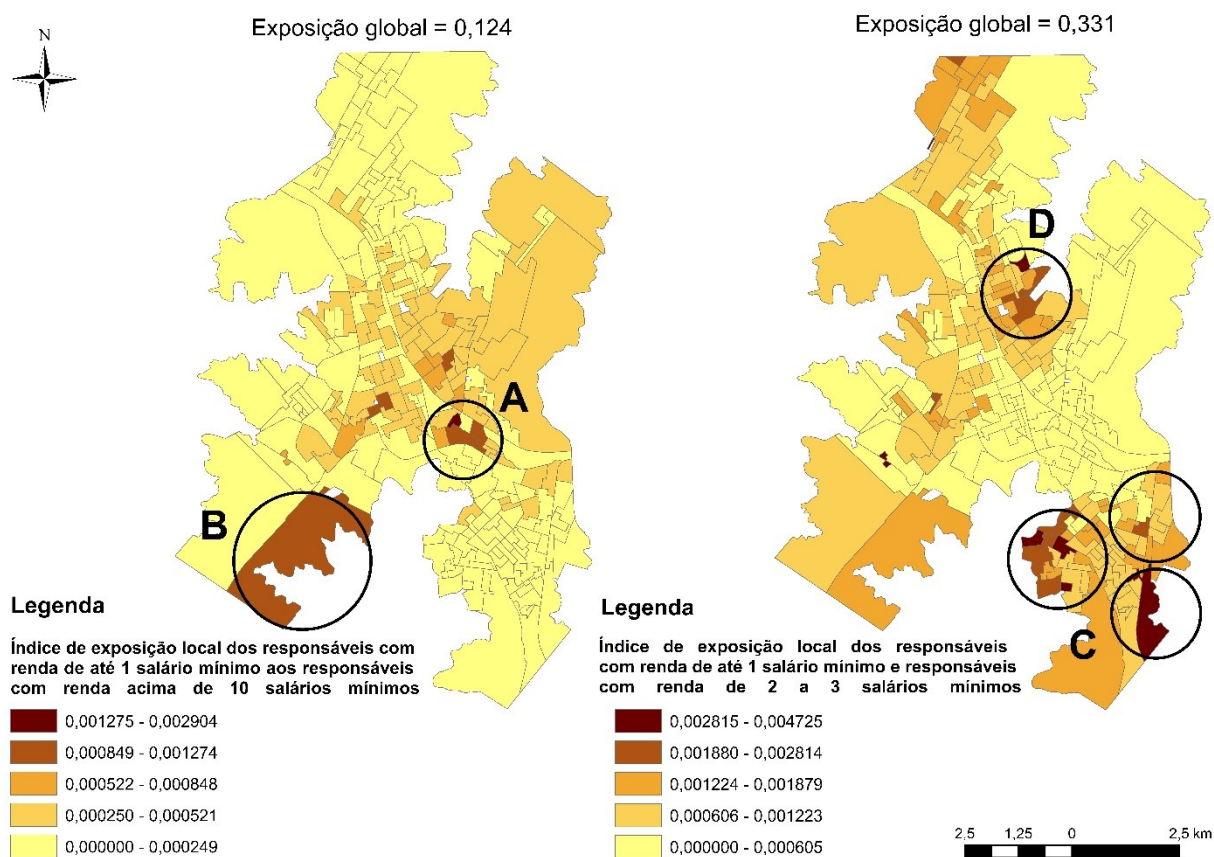 Exposição global = 0,124
Exposição global = 0,331
N
A
B
D
C
Legenda
Índice de exposição local dos responsáveis com
renda de até 1 salário mínimo aos responsáveis
com renda acima de 10 salários mínimos
0,001275 - 0,002904
0,000849 - 0,001274
0,000522 - 0,000848
0,000250 - 0,000521
0,000000 - 0,000249
Legenda
Índice de exposição local dos responsáveis
com renda de até 1 salário mínimo e responsáveis
com renda de 2 a 3 salários mínimos
0,002815 - 0,004725
0,001880 - 0,002814
0,001224 - 0,001879
0,000606 - 0,001223
0,000000 - 0,000605
2,5 1,25 0 2,5 km